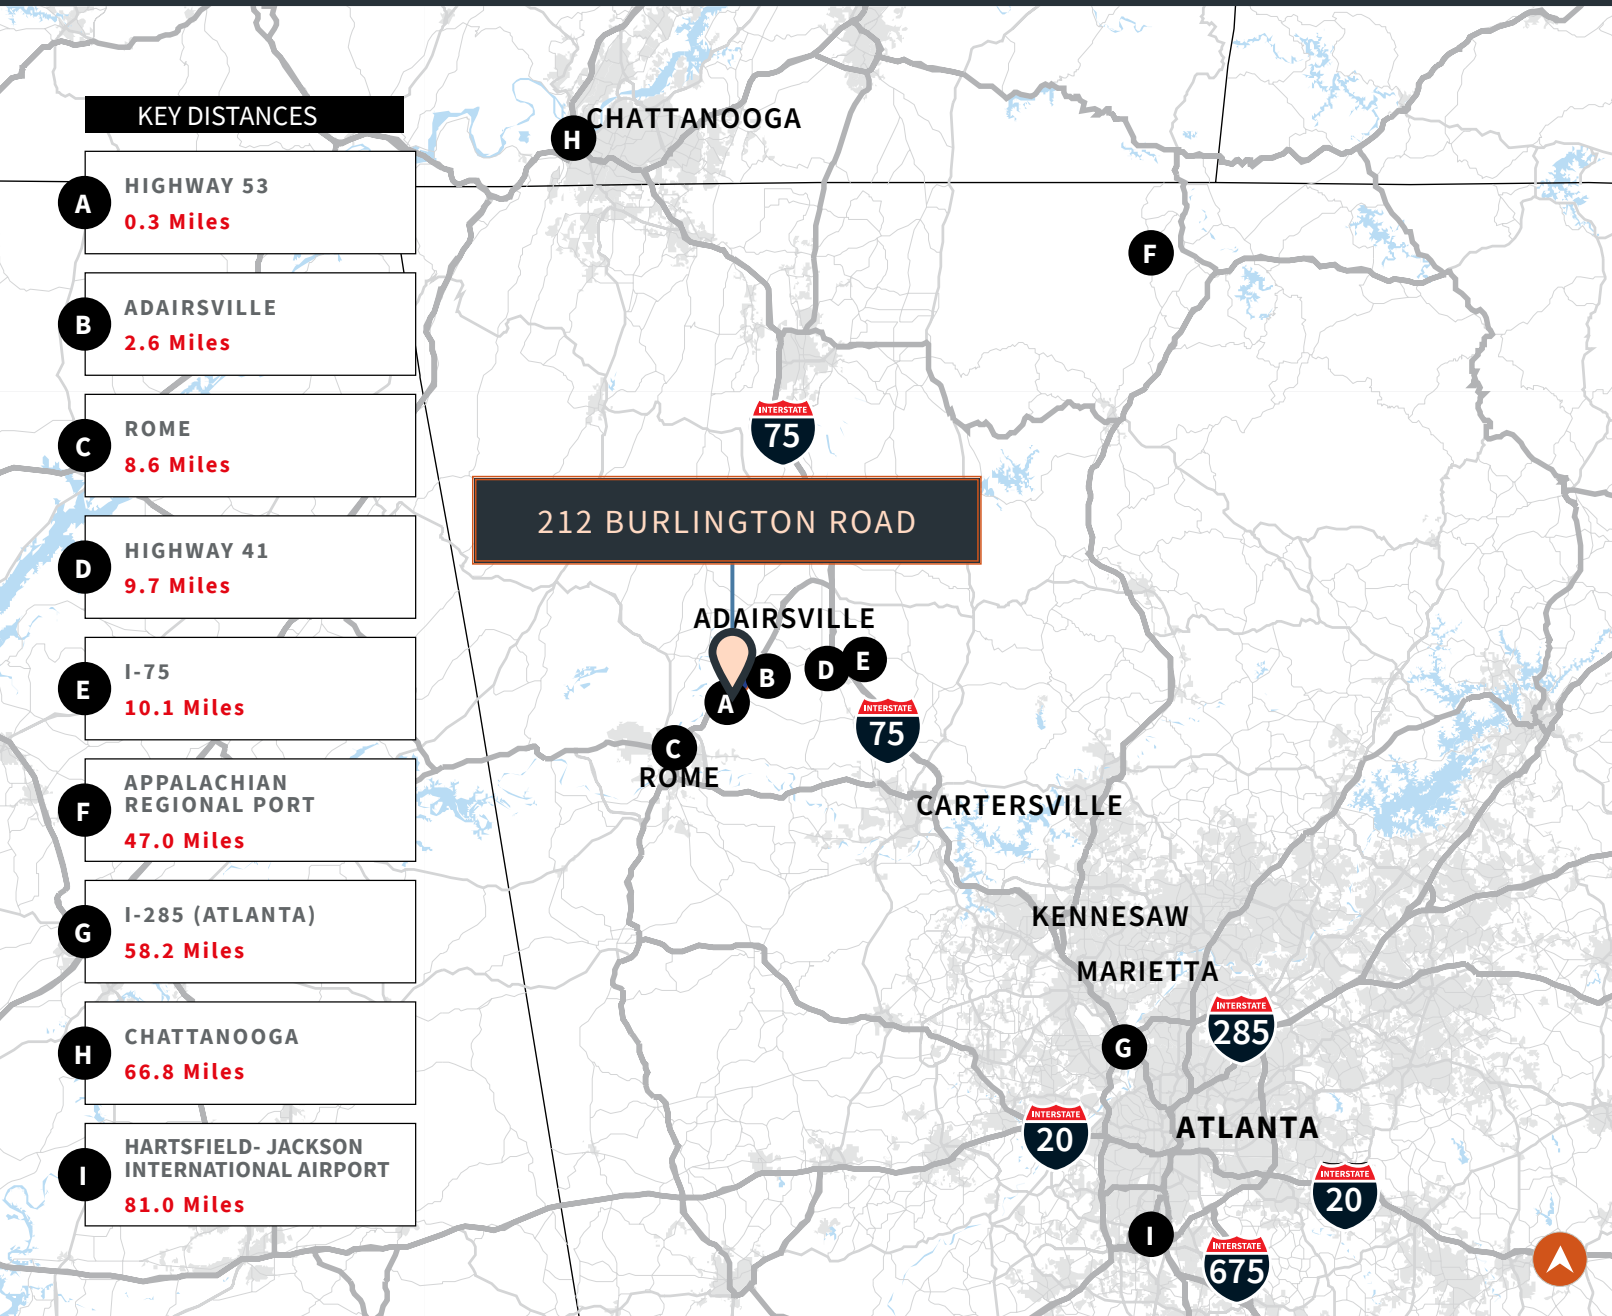 KEY DISTANCES
A
HIGHWAY 53
0.3 Miles
B
ADAIRSVILLE
2.6 Miles
C
ROME
8.6 Miles
D
HIGHWAY 41
9.7 Miles
E
I-75
10.1 Miles
F
APPALACHIAN
REGIONAL PORT
47.0 Miles
G
I-285 (ATLANTA)
58.2 Miles
H
CHATTANOOGA
66.8 Miles
I
HARTSFIELD- JACKSON
INTERNATIONAL AIRPORT
81.0 Miles
CHATTANOOGA
H
F
INTERSTATE
75
212 BURLINGTON ROAD
ADAIRSVILLE
A
B
D
E
INTERSTATE
75
C
ROME
CARTERSVILLE
KENNESAW
MARIETTA
INTERSTATE
285
G
INTERSTATE
20
ATLANTA
INTERSTATE
20
I
INTERSTATE
675